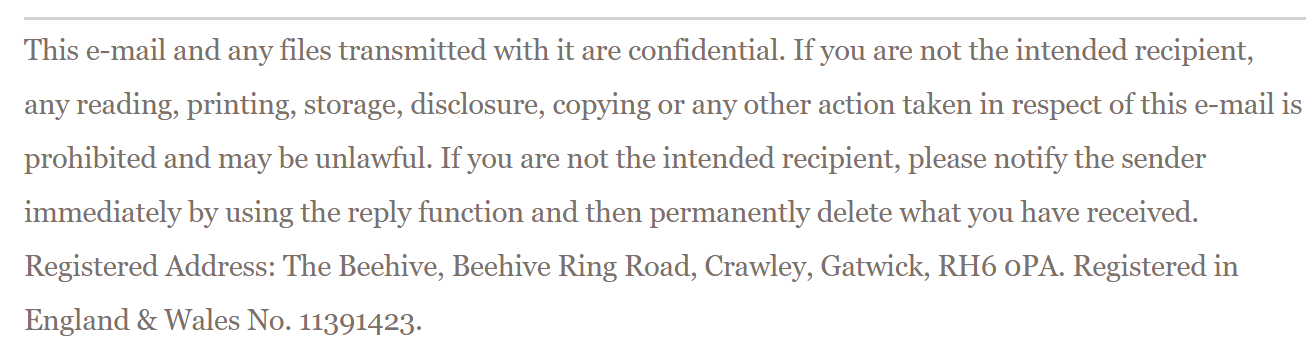 This e-mail and any files transmitted with it are confidential. If you are not the intended recipient,
any reading, printing, storage, disclosure, copying or any other action taken in respect of this e-mail is
prohibited and may be unlawful. If you are not the intended recipient, please notify the sender
immediately by using the reply function and then permanently delete what you have received.
Registered Address: The Beehive, Beehive Ring Road, Crawley, Gatwick, RH6 0PA. Registered in
England & Wales No. 11391423.